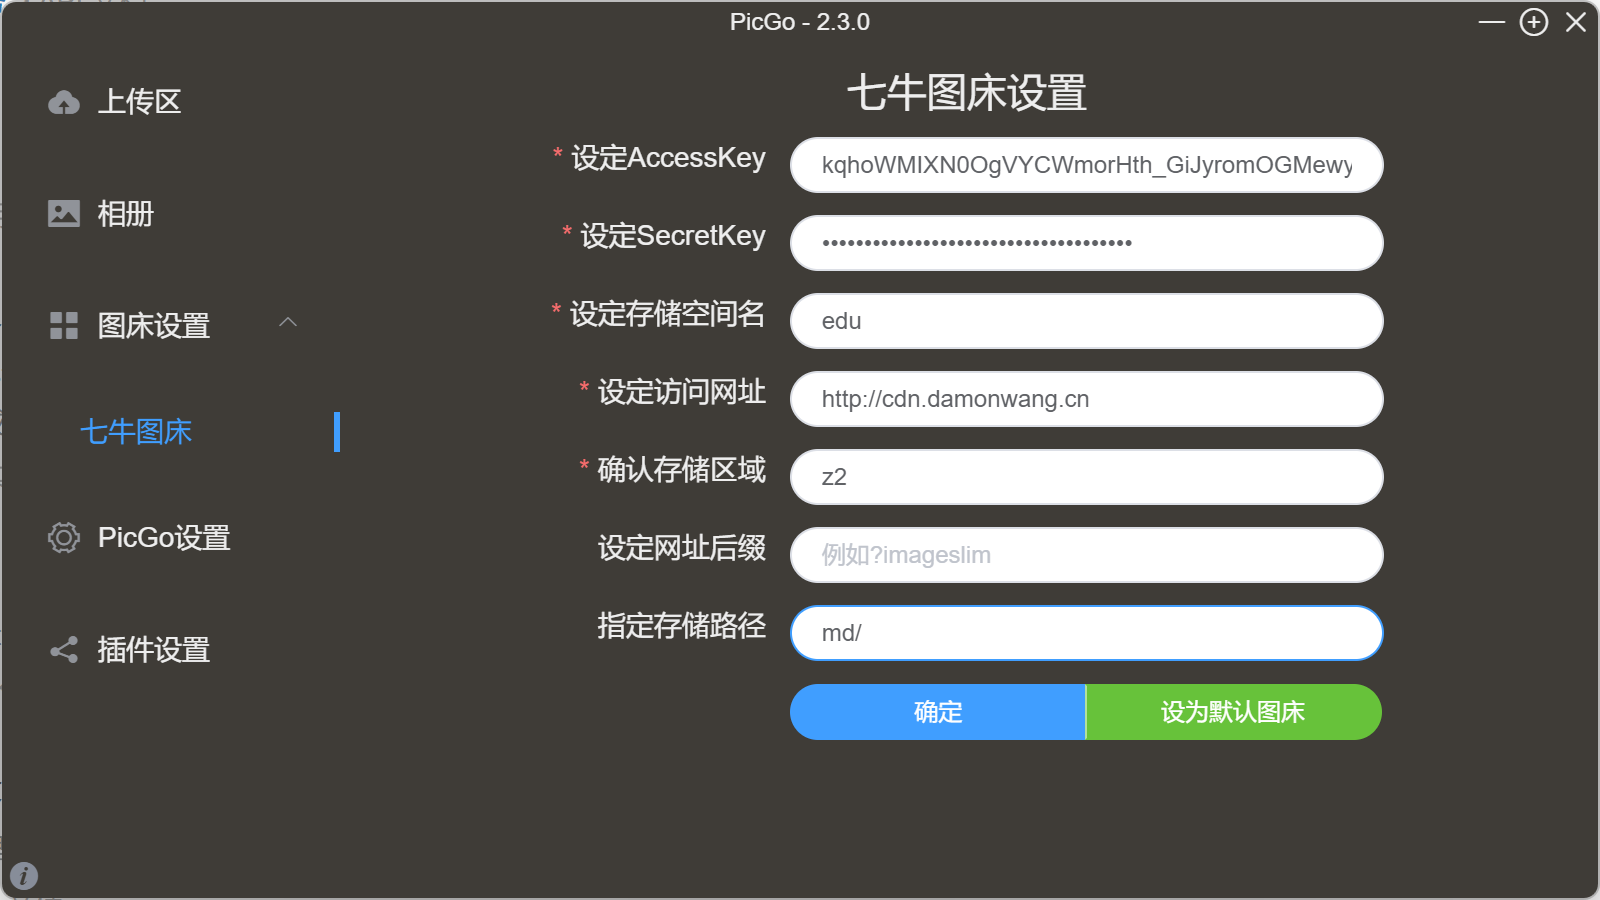 PicGo - 2.3.0
上传区
相册
图床设置
七牛图床
PicGo设置
插件设置
七牛图床设置
* 设定AccessKey
kqhoWMIXN0OgVYCWmorHth_GiJyromOGMewy
* 设定SecretKey
••••••••••••••••••••••••••••••••••••••
* 设定存储空间名
edu
* 设定访问网址
http://cdn.damonwang.cn
* 确认存储区域
z2
设定网址后缀
例如?imageslim
指定存储路径
md/
确定
设为默认图床